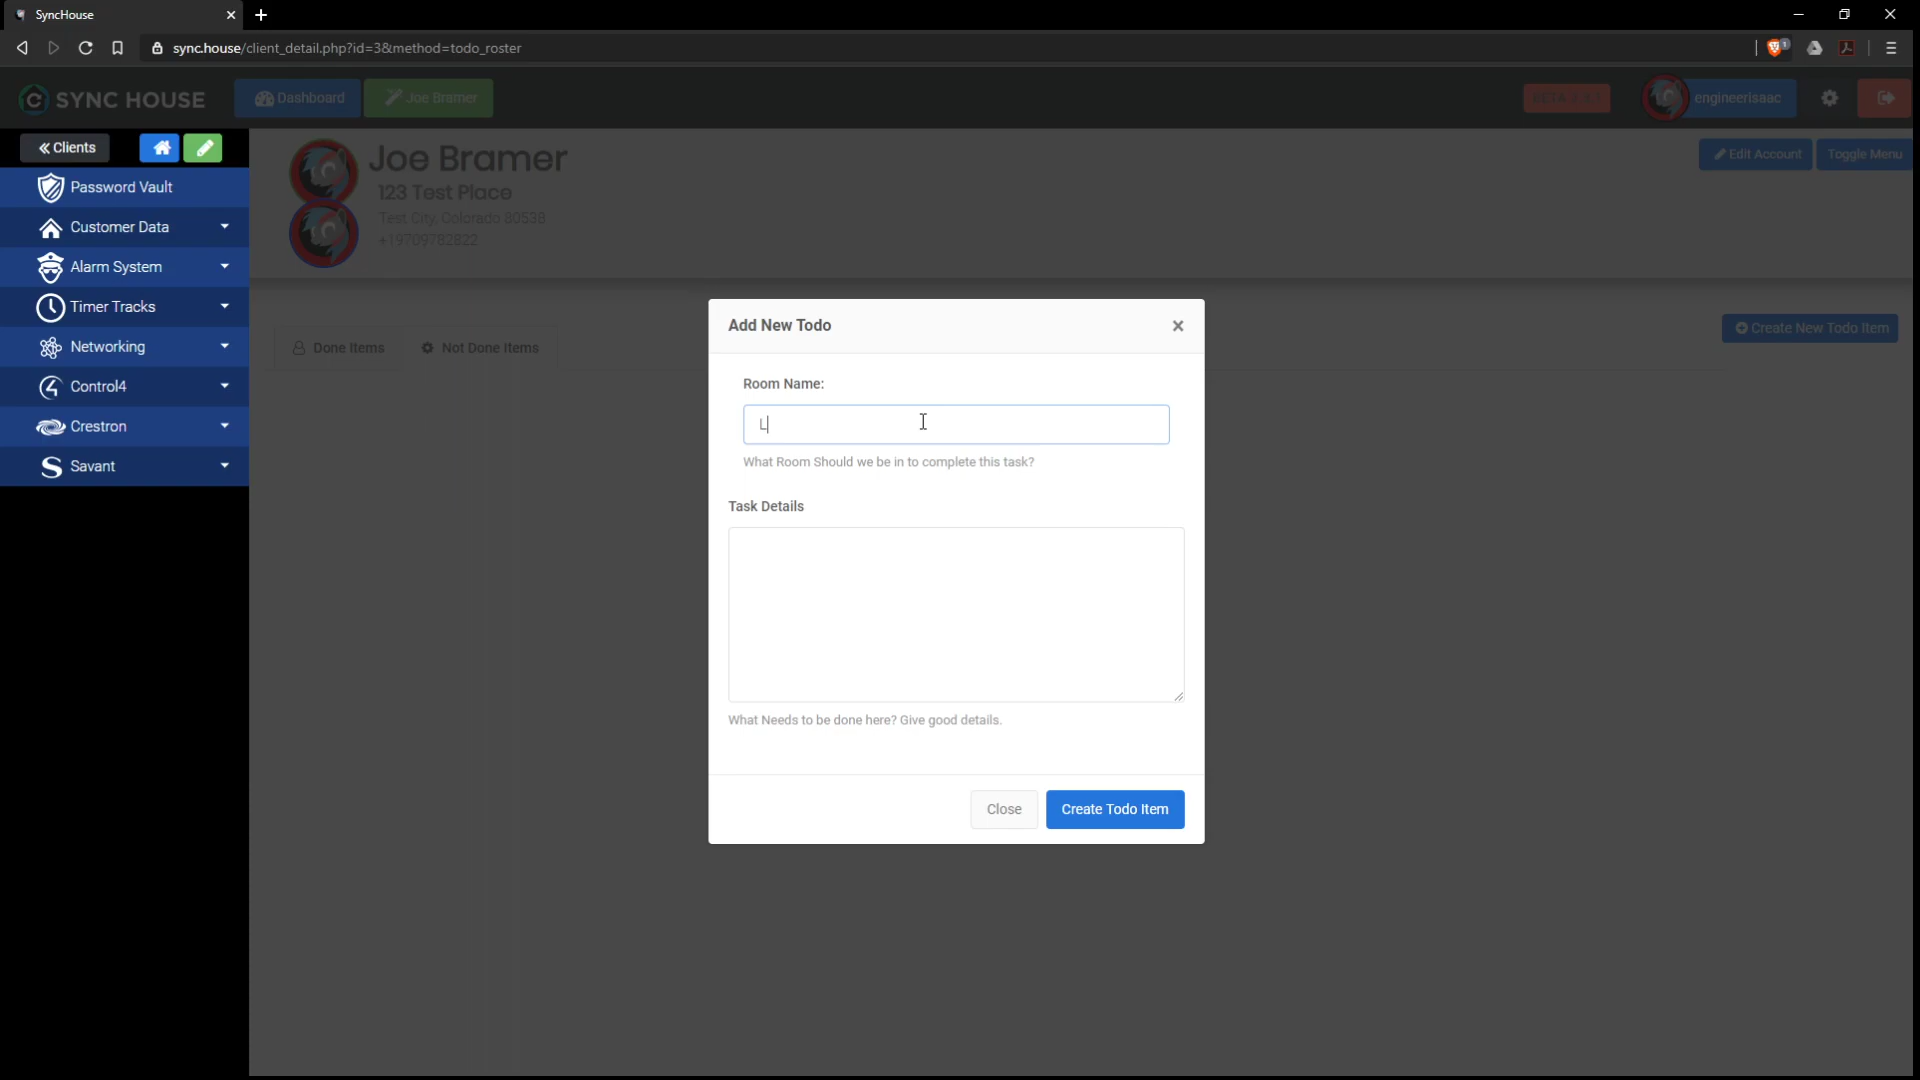 SyncHouse
sync.house/client_detail.php?id=3&method=todo_roster
SYNC HOUSE
Dashboard
Joe Bramer
engineerisaac
Clients
Password Vault
Customer Data
Alarm System
Timer Tracks
Networking
Control4
Crestron
Savant
Joe Bramer
123 Test Place
Test City, Colorado 80538
+19709782822
Edit Account
Toggle Menu
Done Items
Not Done Items
Create New Todo Item
Add New Todo
Room Name:
L
What Room Should we be in to complete this task?
Task Details
What Needs to be done here? Give good details.
Close
Create Todo Item